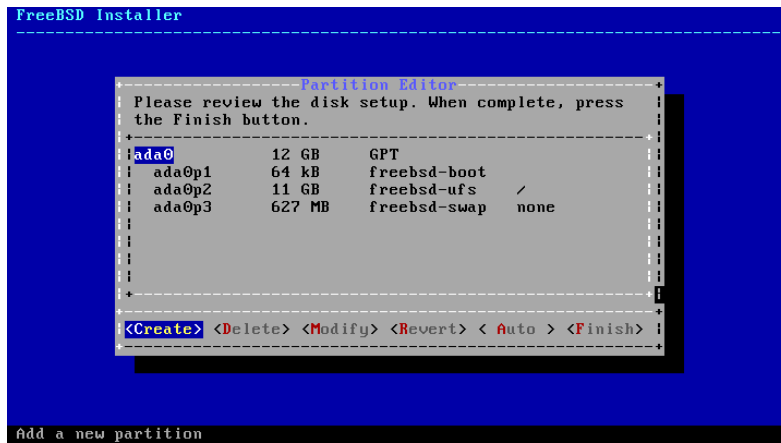 FreeBSD Installer
Partition Editor
Please review the disk setup. When complete, press
the Finish button.
ada0 12 GB GPT
ada0p1 64 kB freebsd-boot
ada0p2 11 GB freebsd-ufs /
ada0p3 627 MB freebsd-swap none
<Create> <Delete> <Modify> <Revert> < Auto > <Finish>
Add a new partition